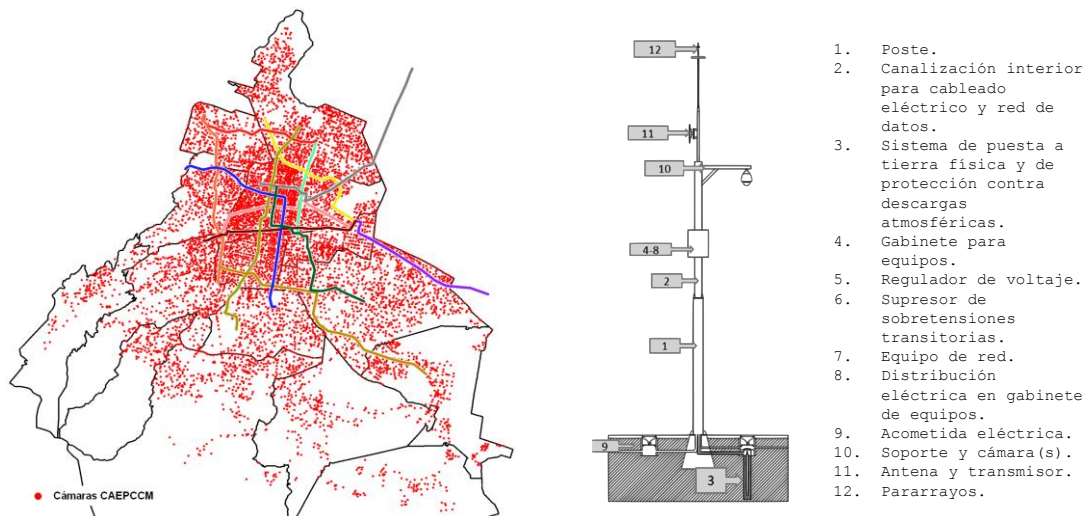 Cámaras CAEPCCM
12
11
10
4-8
2
1
9
3
1. Poste.
2. Canalización interior
para cableado
eléctrico y red de
datos.
3. Sistema de puesta a
tierra física y de
protección contra
descargas
atmosféricas.
4. Gabinete para
equipos.
5. Regulador de voltaje.
6. Supresor de
sobretensiones
transitorias.
7. Equipo de red.
8. Distribución
eléctrica en gabinete
de equipos.
9. Acometida eléctrica.
10. Soporte y cámara(s).
11. Antena y transmisor.
12. Pararrayos.